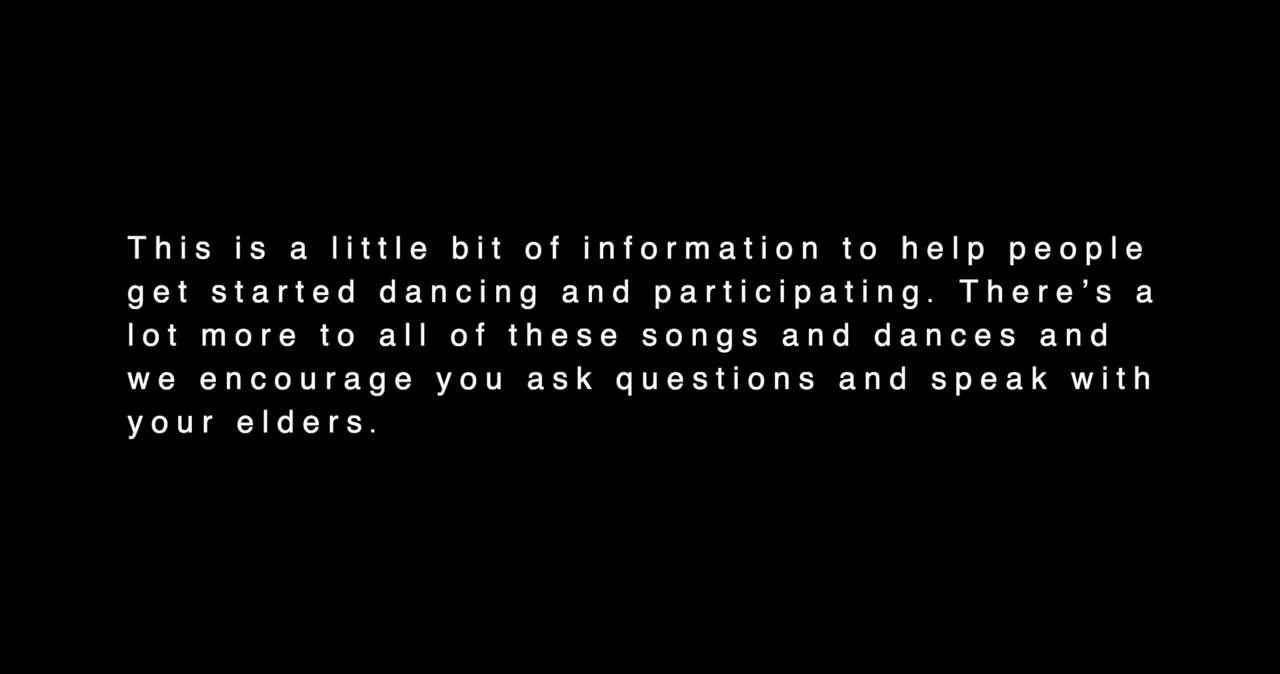 This is a little bit of information to help people
get started dancing and participating. There’s a
lot more to all of these songs and dances and
we encourage you ask questions and speak with
your elders.